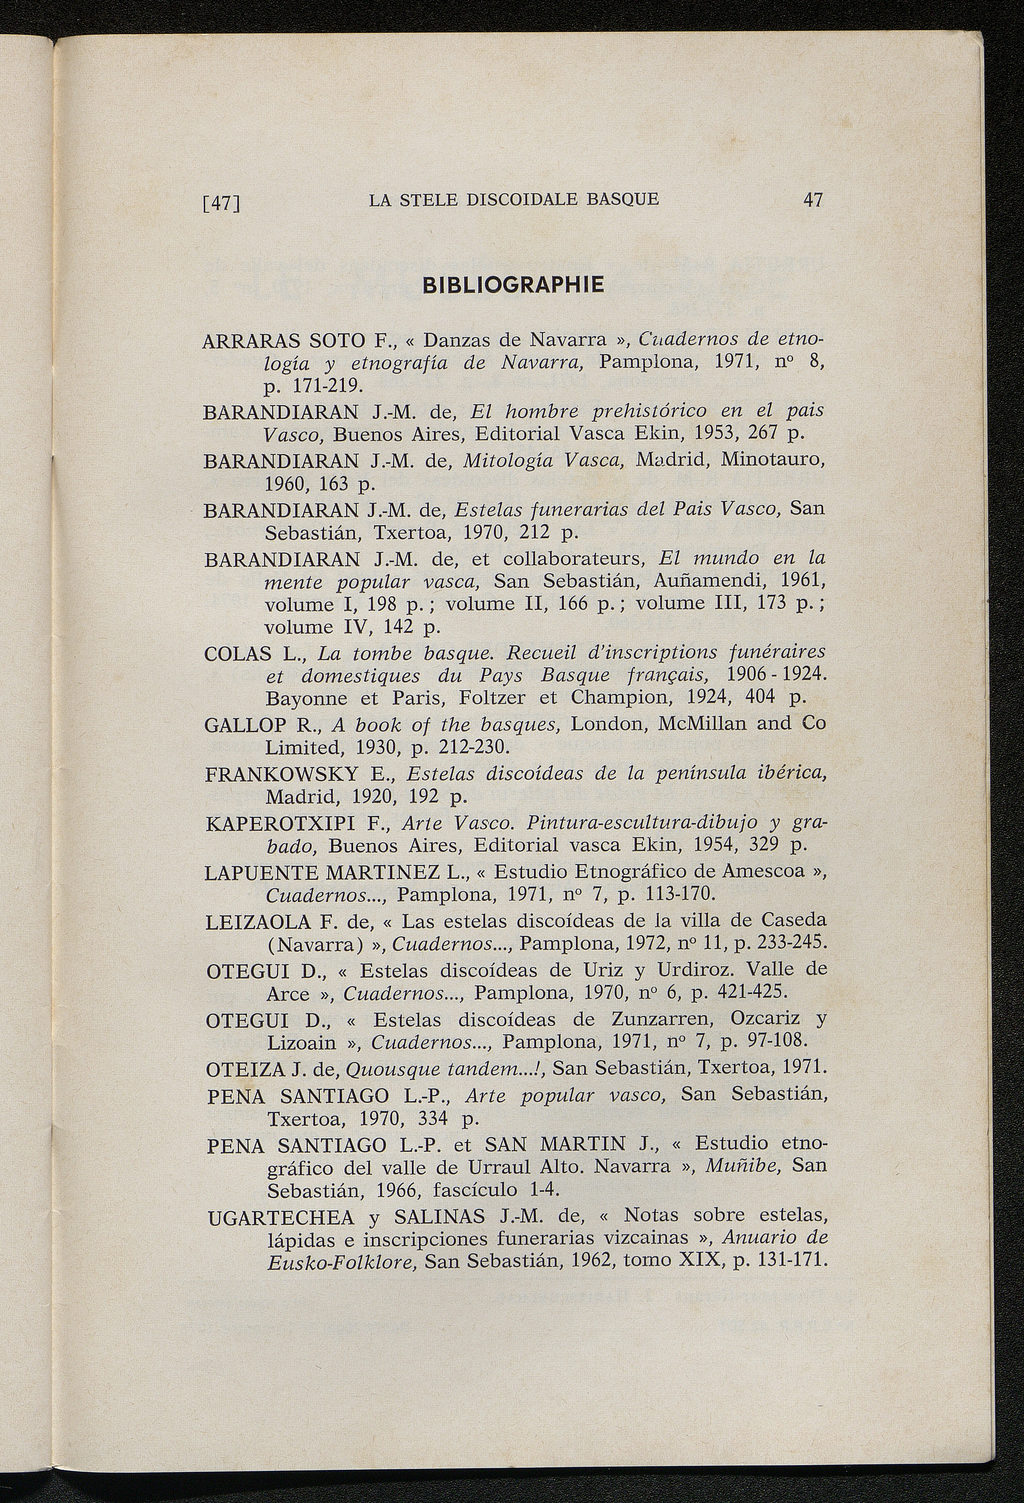 [47] LA STELE DISCOIDALE BASQUE 47
BIBLIOGRAPHIE
ARRARAS SOTO F., « Danzas de Navarra », Cuadernos de etno-
logía y etnografía de Navarra, Pamplona, 1971, nº 8,
p. 171-219.
BARANDIARAN J.-M. de, El hombre prehistórico en el pais
Vasco, Buenos Aires, Editorial Vasca Ekin, 1953, 267 p.
BARANDIARAN J.-M. de, Mitología Vasca, Madrid, Minotauro,
1960, 163 p.
BARANDIARAN J.-M. de, Estelas funerarias del Pais Vasco, San
Sebastián, Txertoa, 1970, 212 p.
BARANDIARAN J.-M. de, et collaborateurs, El mundo en la
mente popular vasca, San Sebastián, Auñamendi, 1961,
volume I, 198 p. ; volume II, 166 p. ; volume III, 173 p. ;
volume IV, 142 p.
COLAS L., La tombe basque. Recueil d'inscriptions funéraires
et domestiques du Pays Basque français, 1906 - 1924.
Bayonne et Paris, Foltzer et Champion, 1924, 404 p.
GALLOP R., A book of the basques, London, McMillan and Co
Limited, 1930, p. 212-230.
FRANKOWSKY E., Estelas discoídeas de la península ibérica,
Madrid, 1920, 192 p.
KAPEROTXIPI F., Arte Vasco. Pintura-escultura-dibujo y gra-
bado, Buenos Aires, Editorial vasca Ekin, 1954, 329 p.
LAPUENTE MARTINEZ L., « Estudio Etnográfico de Amescoa »,
Cuadernos..., Pamplona, 1971, nº 7, p. 113-170.
LEIZAOLA F. de, « Las estelas discoídeas de la villa de Caseda
(Navarra) », Cuadernos..., Pamplona, 1972, nº 11, p. 233-245.
OTEGUI D., « Estelas discoídeas de Uriz y Urdiroz. Valle de
Arce », Cuadernos..., Pamplona, 1970, nº 6, p. 421-425.
OTEGUI D., « Estelas discoídeas de Zunzarren, Ozcariz y
Lizoain », Cuadernos..., Pamplona, 1971, nº 7, p. 97-108.
OTEIZA J. de, Quousque tandem...!, San Sebastián, Txertoa, 1971.
PENA SANTIAGO L.-P., Arte popular vasco, San Sebastián,
Txertoa, 1970, 334 p.
PENA SANTIAGO L.-P. et SAN MARTIN J., « Estudio etno-
gráfico del valle de Urraul Alto. Navarra », Muñibe, San
Sebastián, 1966, fascículo 1-4.
UGARTECHEA y SALINAS J.-M. de, « Notas sobre estelas,
lápidas e inscripciones funerarias vizcainas », Anuario de
Eusko-Folklore, San Sebastián, 1962, tomo XIX, p. 131-171.